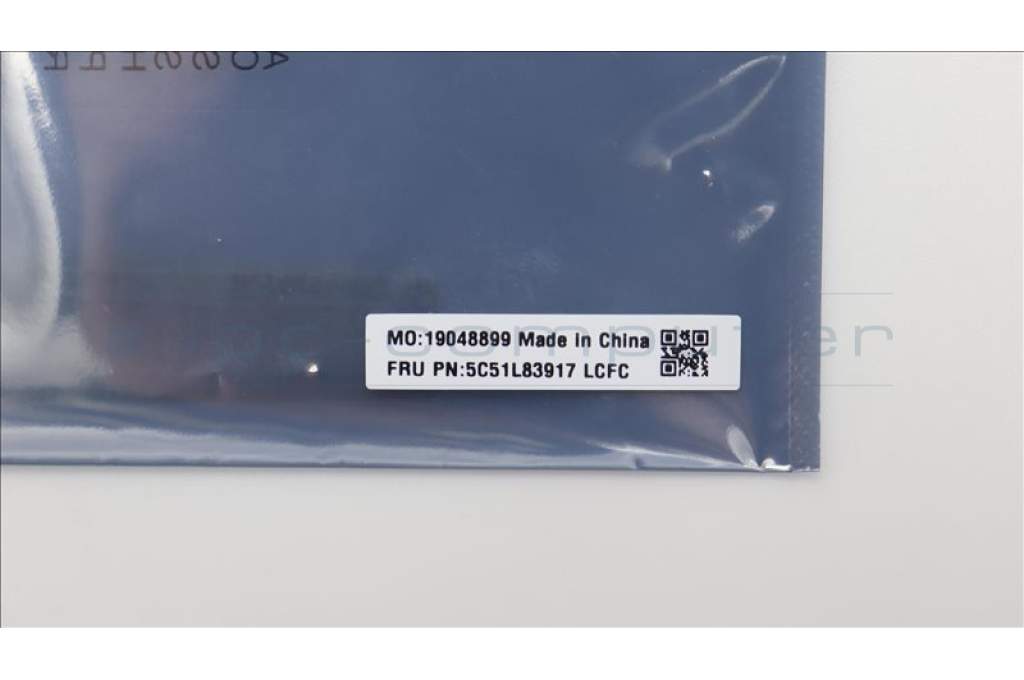 MO:19048899 Made in China
FRU PN:5C51L83917 LCFC